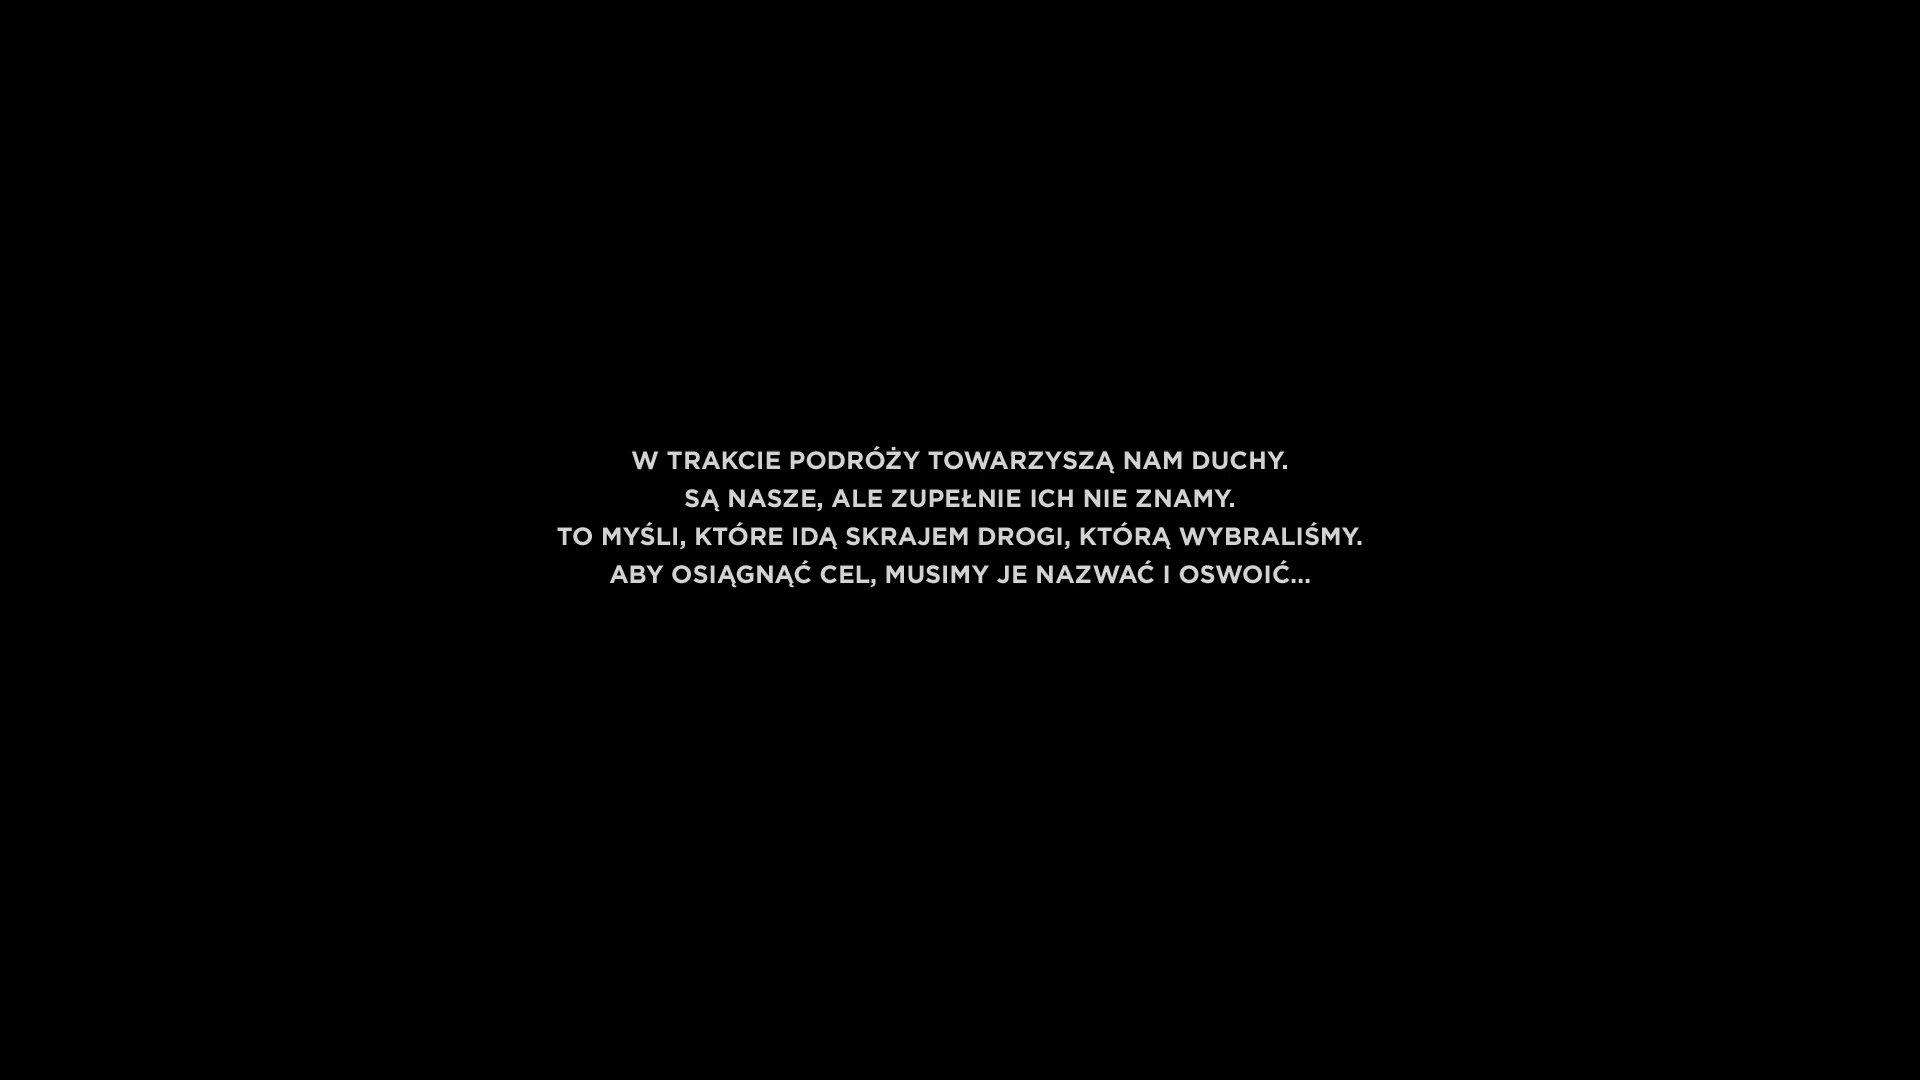 W TRAKCIE PODRÓŻY TOWARZYSZĄ NAM DUCHY.
SĄ NASZE, ALE ZUPEŁNIE ICH NIE ZNAMY.
TO MYŚLI, KTÓRE IDĄ SKRAJEM DROGI, KTÓRĄ WYBRALIŚMY.
ABY OSIĄGNĄĆ CEL, MUSIMY JE NAZWAĆ I OSWOIĆ...